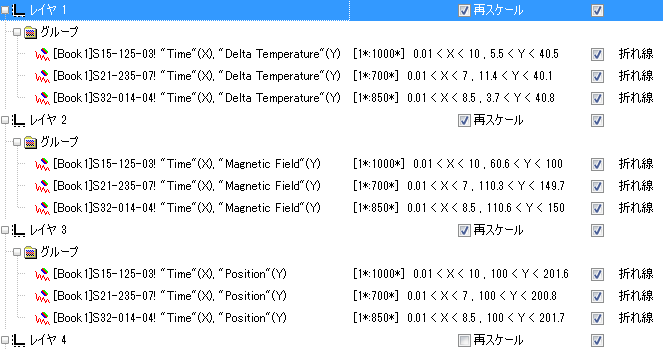 レイヤ 1 再スケール
グループ
[Book1]S15-125-03! "Time"(X), "Delta Temperature"(Y) [1*:1000*] 0.01 < X < 10 , 5.5 < Y < 40.5 折れ線
[Book1]S21-235-07! "Time"(X), "Delta Temperature"(Y) [1*:700*] 0.01 < X < 7 , 11.4 < Y < 40.1 折れ線
[Book1]S32-014-04! "Time"(X), "Delta Temperature"(Y) [1*:850*] 0.01 < X < 8.5 , 3.7 < Y < 40.8 折れ線
レイヤ 2 再スケール
グループ
[Book1]S15-125-03! "Time"(X), "Magnetic Field"(Y) [1*:1000*] 0.01 < X < 10 , 60.6 < Y < 100 折れ線
[Book1]S21-235-07! "Time"(X), "Magnetic Field"(Y) [1*:700*] 0.01 < X < 7 , 110.3 < Y < 149.7 折れ線
[Book1]S32-014-04! "Time"(X), "Magnetic Field"(Y) [1*:850*] 0.01 < X < 8.5 , 110.6 < Y < 150 折れ線
レイヤ 3 再スケール
グループ
[Book1]S15-125-03! "Time"(X), "Position"(Y) [1*:1000*] 0.01 < X < 10 , 100 < Y < 201.6 折れ線
[Book1]S21-235-07! "Time"(X), "Position"(Y) [1*:700*] 0.01 < X < 7 , 100 < Y < 200.8 折れ線
[Book1]S32-014-04! "Time"(X), "Position"(Y) [1*:850*] 0.01 < X < 8.5 , 100 < Y < 201.7 折れ線
レイヤ 4 再スケール